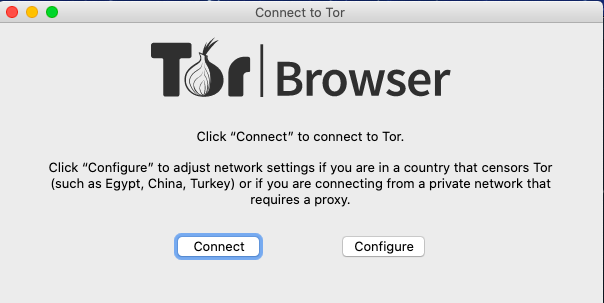 Connect to Tor
Tor Browser
Click “Connect” to connect to Tor.
Click “Configure” to adjust network settings if you are in a country that censors Tor
(such as Egypt, China, Turkey) or if you are connecting from a private network that
requires a proxy.
Connect Configure